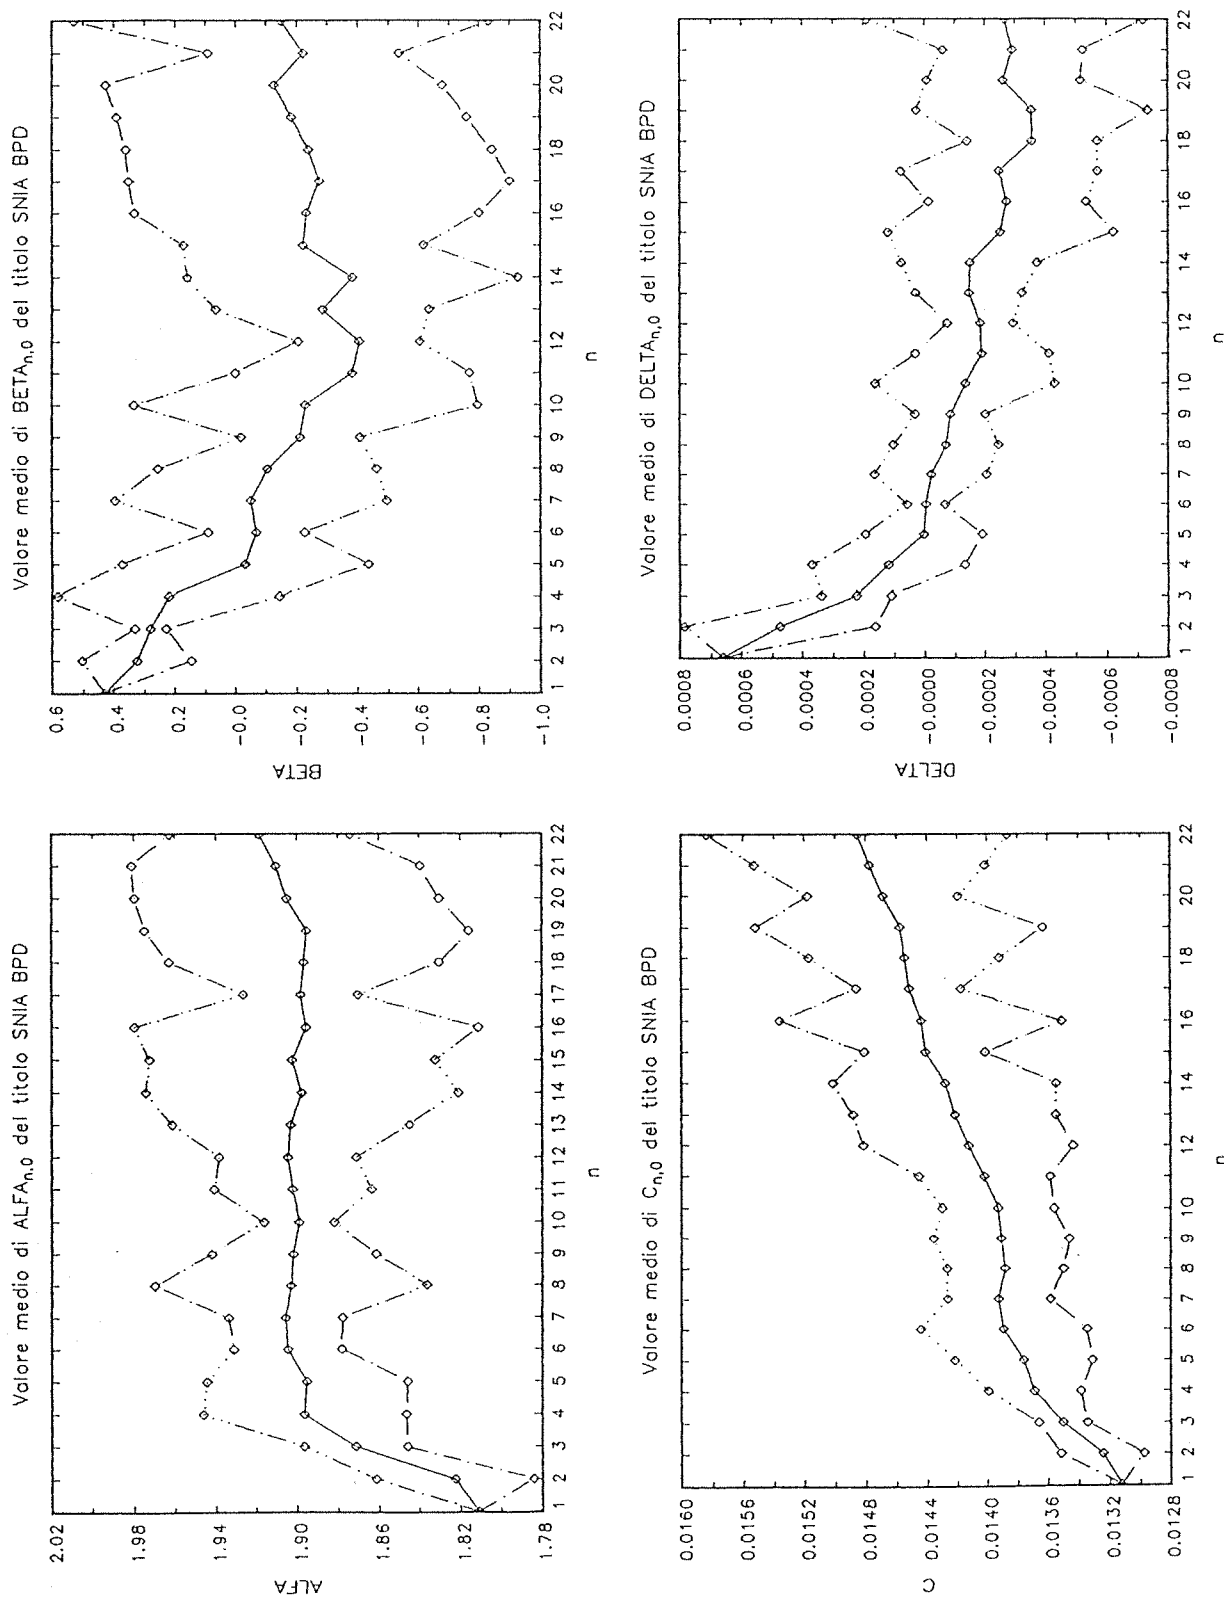 Valore medio di ALFAn,0 del titolo SNIA BPD
ALFA
2.02
1.98
1.94
1.90
1.86
1.82
1.78
1 2 3 4 5 6 7 8 9 10 11 12 13 14 15 16 17 18 19 20 21 22
n
Valore medio di BETAn,0 del titolo SNIA BPD
BETA
0.6
0.4
0.2
-0.0
-0.2
-0.4
-0.6
-0.8
-1.0
1 2 3 4 5 6 7 8 9 10 12 14 16 18 20 22
n
Valore medio di Cn,0 del titolo SNIA BPD
C
0.0160
0.0156
0.0152
0.0148
0.0144
0.0140
0.0136
0.0132
0.0128
1 2 3 4 5 6 7 8 9 10 12 14 16 18 20 22
n
Valore medio di DELTAn,0 del titolo SNIA BPD
DELTA
0.0008
0.0006
0.0004
0.0002
-0.0000
-0.0002
-0.0004
-0.0006
-0.0008
1 2 3 4 5 6 7 8 9 10 12 14 16 18 20 22
n